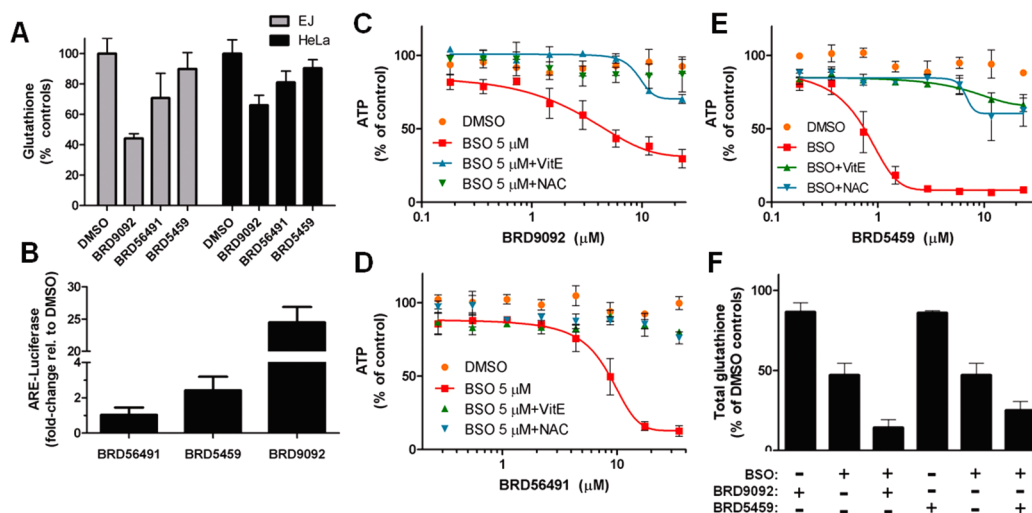 A
EJ
HeLa
Glutathione
(% controls)
100
80
60
40
20
0
DMSO
BRD9092
BRD56491
BRD5459
DMSO
BRD9092
BRD56491
BRD5459
B
ARE-Luciferase
(fold-change rel. to DMSO)
25
20
4
2
0
BRD56491
BRD5459
BRD9092
C
ATP
(% of control)
100
50
0
DMSO
BSO 5 μM
BSO 5 μM+VitE
BSO 5 μM+NAC
0.1
1
10
BRD9092 (μM)
D
ATP
(% of control)
100
50
0
DMSO
BSO 5 μM
BSO 5 μM+VitE
BSO 5 μM+NAC
1
10
BRD56491 (μM)
E
ATP
(% of control)
100
50
0
DMSO
BSO
BSO+VitE
BSO+NAC
0.1
1
10
BRD5459 (μM)
F
Total glutathione
(% of DMSO controls)
100
50
0
BSO: - + + - + +
BRD9092: + - + - - -
BRD5459: - - - + - +